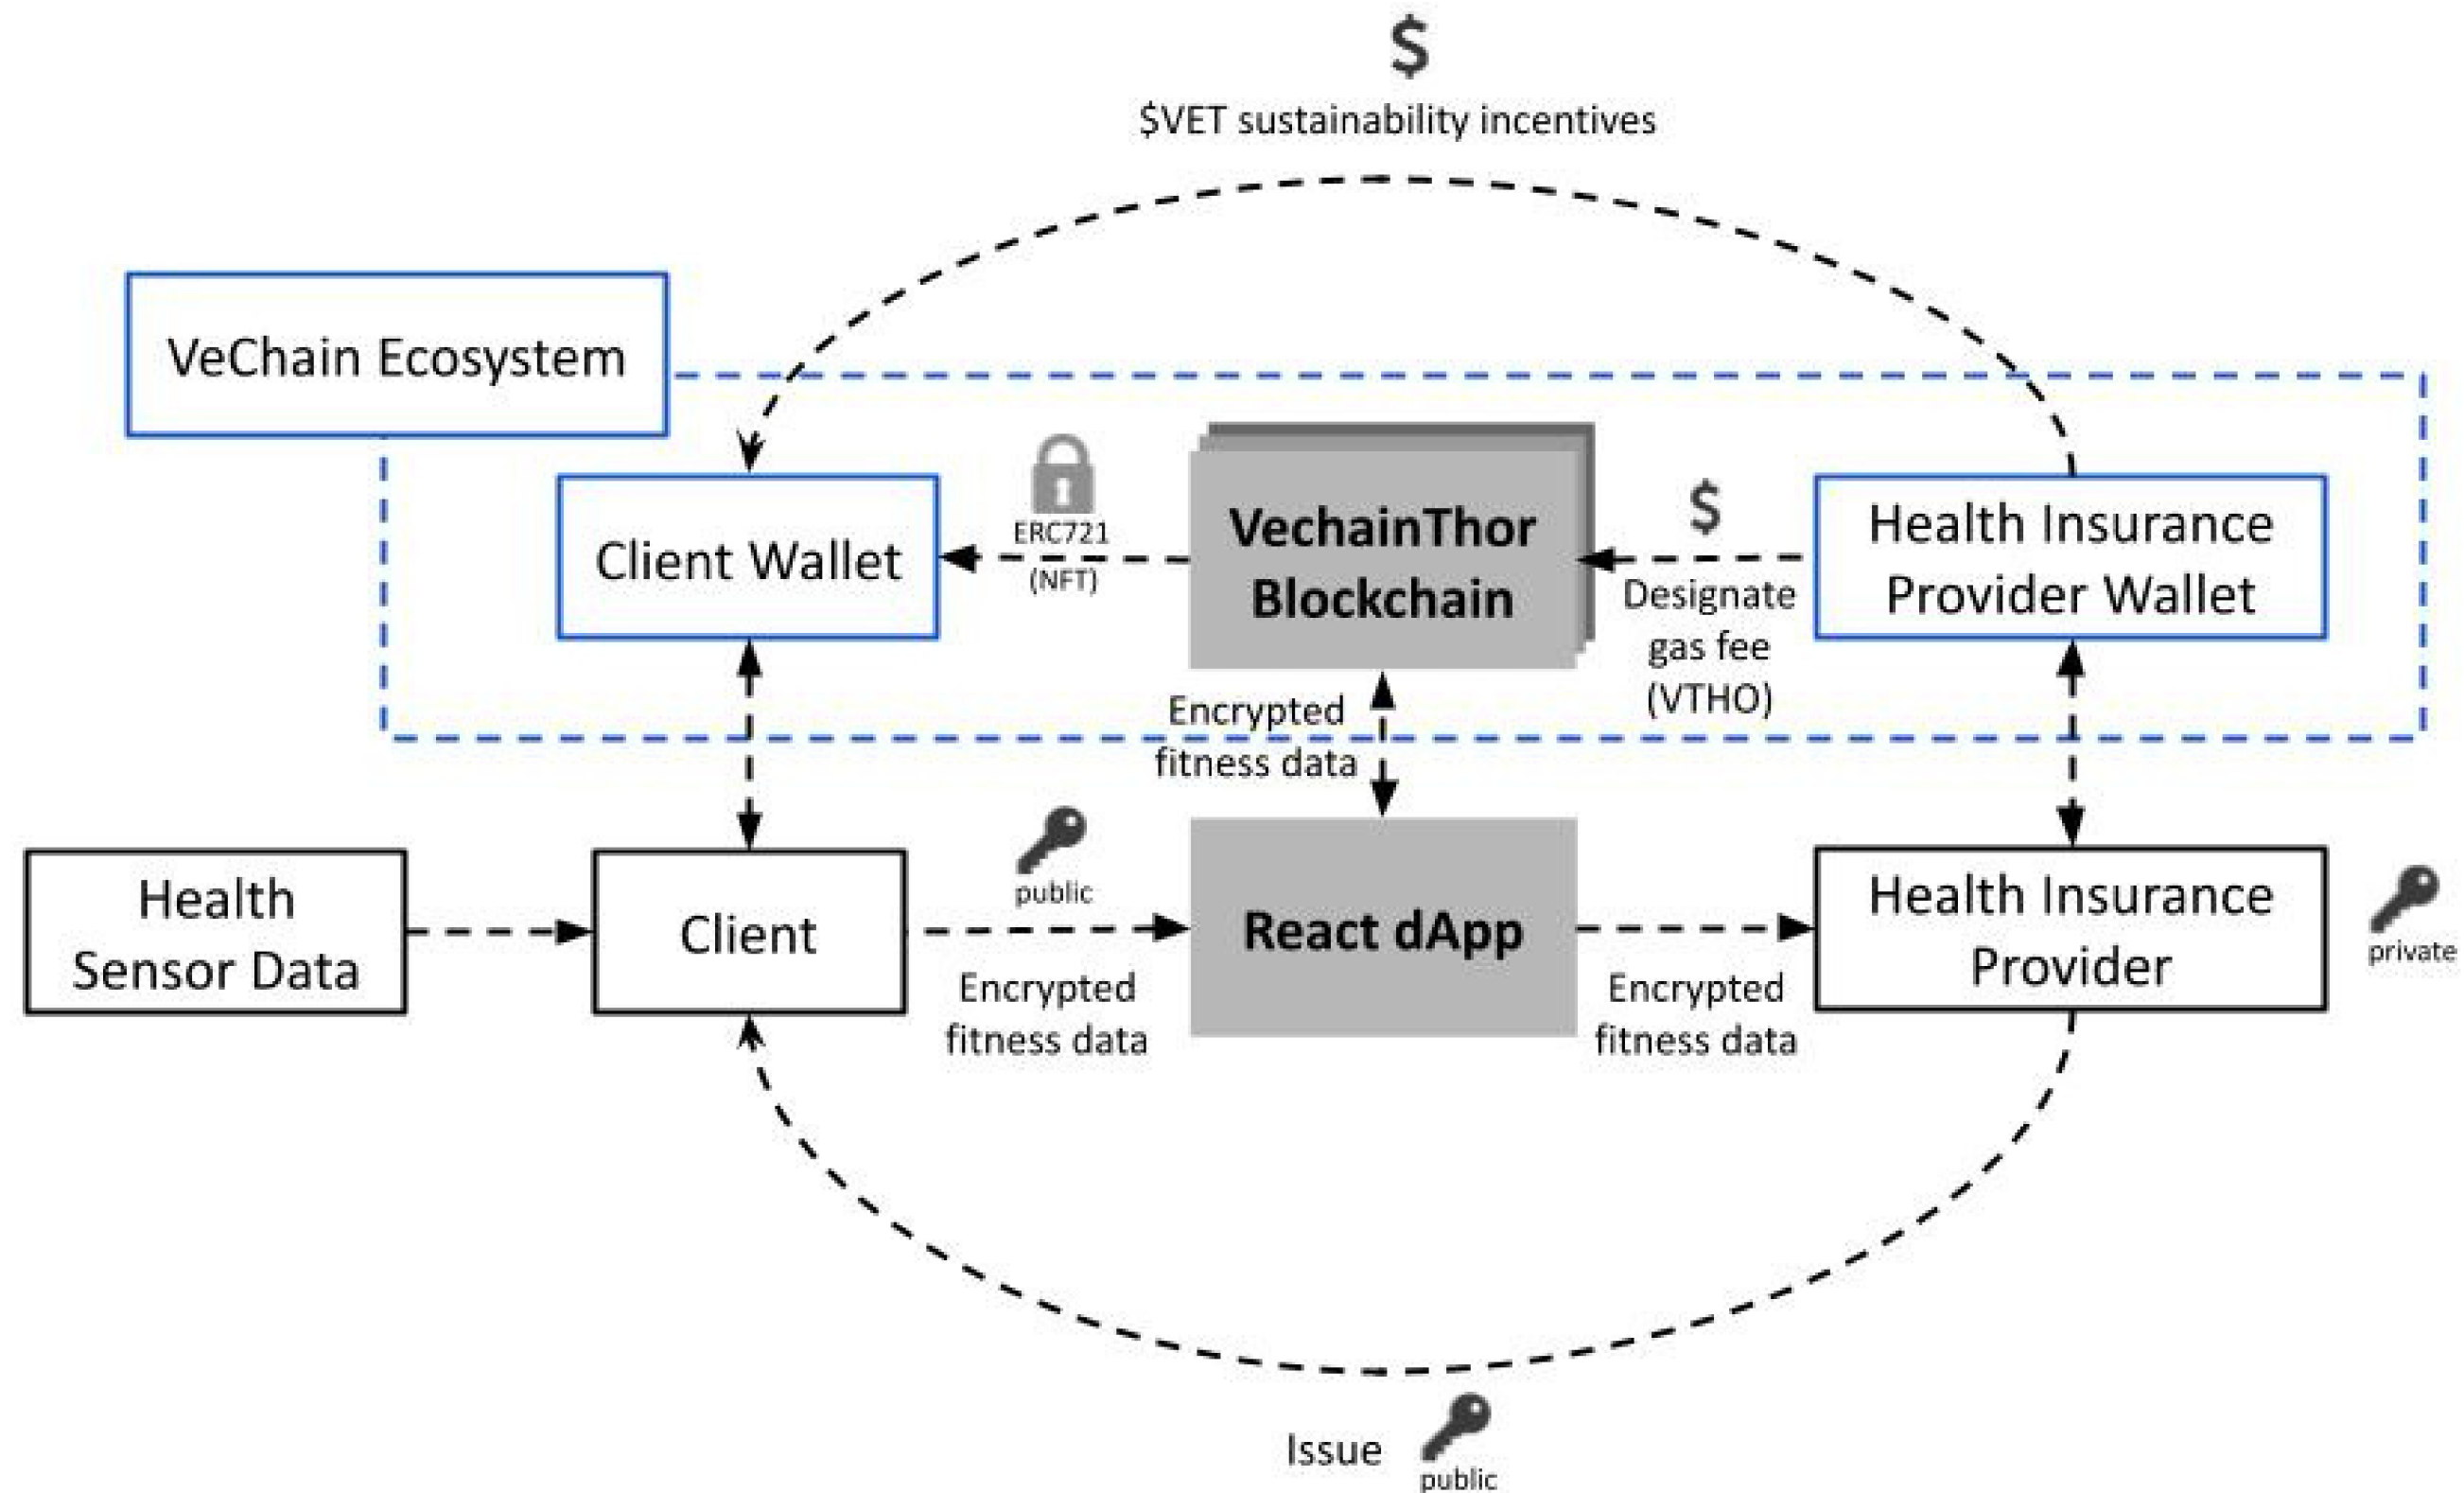 $
$VET sustainability incentives
VeChain Ecosystem
Client Wallet
ERC721
(NFT)
VechainThor
Blockchain
$
Designate
gas fee
(VTHO)
Health Insurance
Provider Wallet
Encrypted
fitness data
Health
Sensor Data
Client
public
Encrypted
fitness data
React dApp
Encrypted
fitness data
Health Insurance
Provider
private
Issue
public